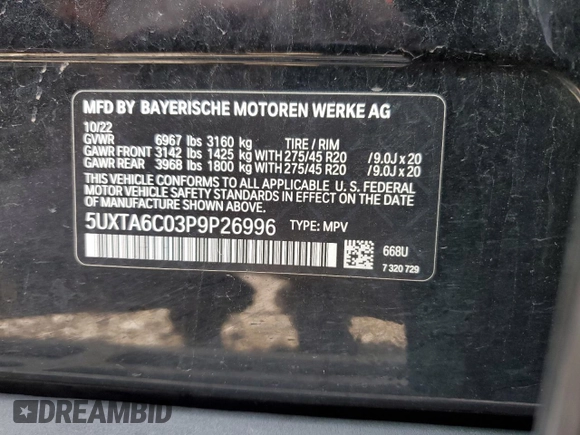 MFD BY BAYERISCHE MOTOREN WERKE AG
10/22
GVWR 6967 lbs 3160 kg TIRE / RIM
GAWR FRONT 3142 lbs 1425 kg WITH 275/45 R20 /9.0J x 20
GAWR REAR 3968 lbs 1800 kg WITH 275/45 R20 /9.0J x 20
THIS VEHICLE CONFORMS TO ALL APPLICABLE U. S. FEDERAL
MOTOR VEHICLE SAFETY STANDARDS IN EFFECT ON THE DATE
OF MANUFACTURE SHOWN ABOVE.
5UXTA6C03P9P26996 TYPE: MPV
668U
7 320 729
DREAMBID